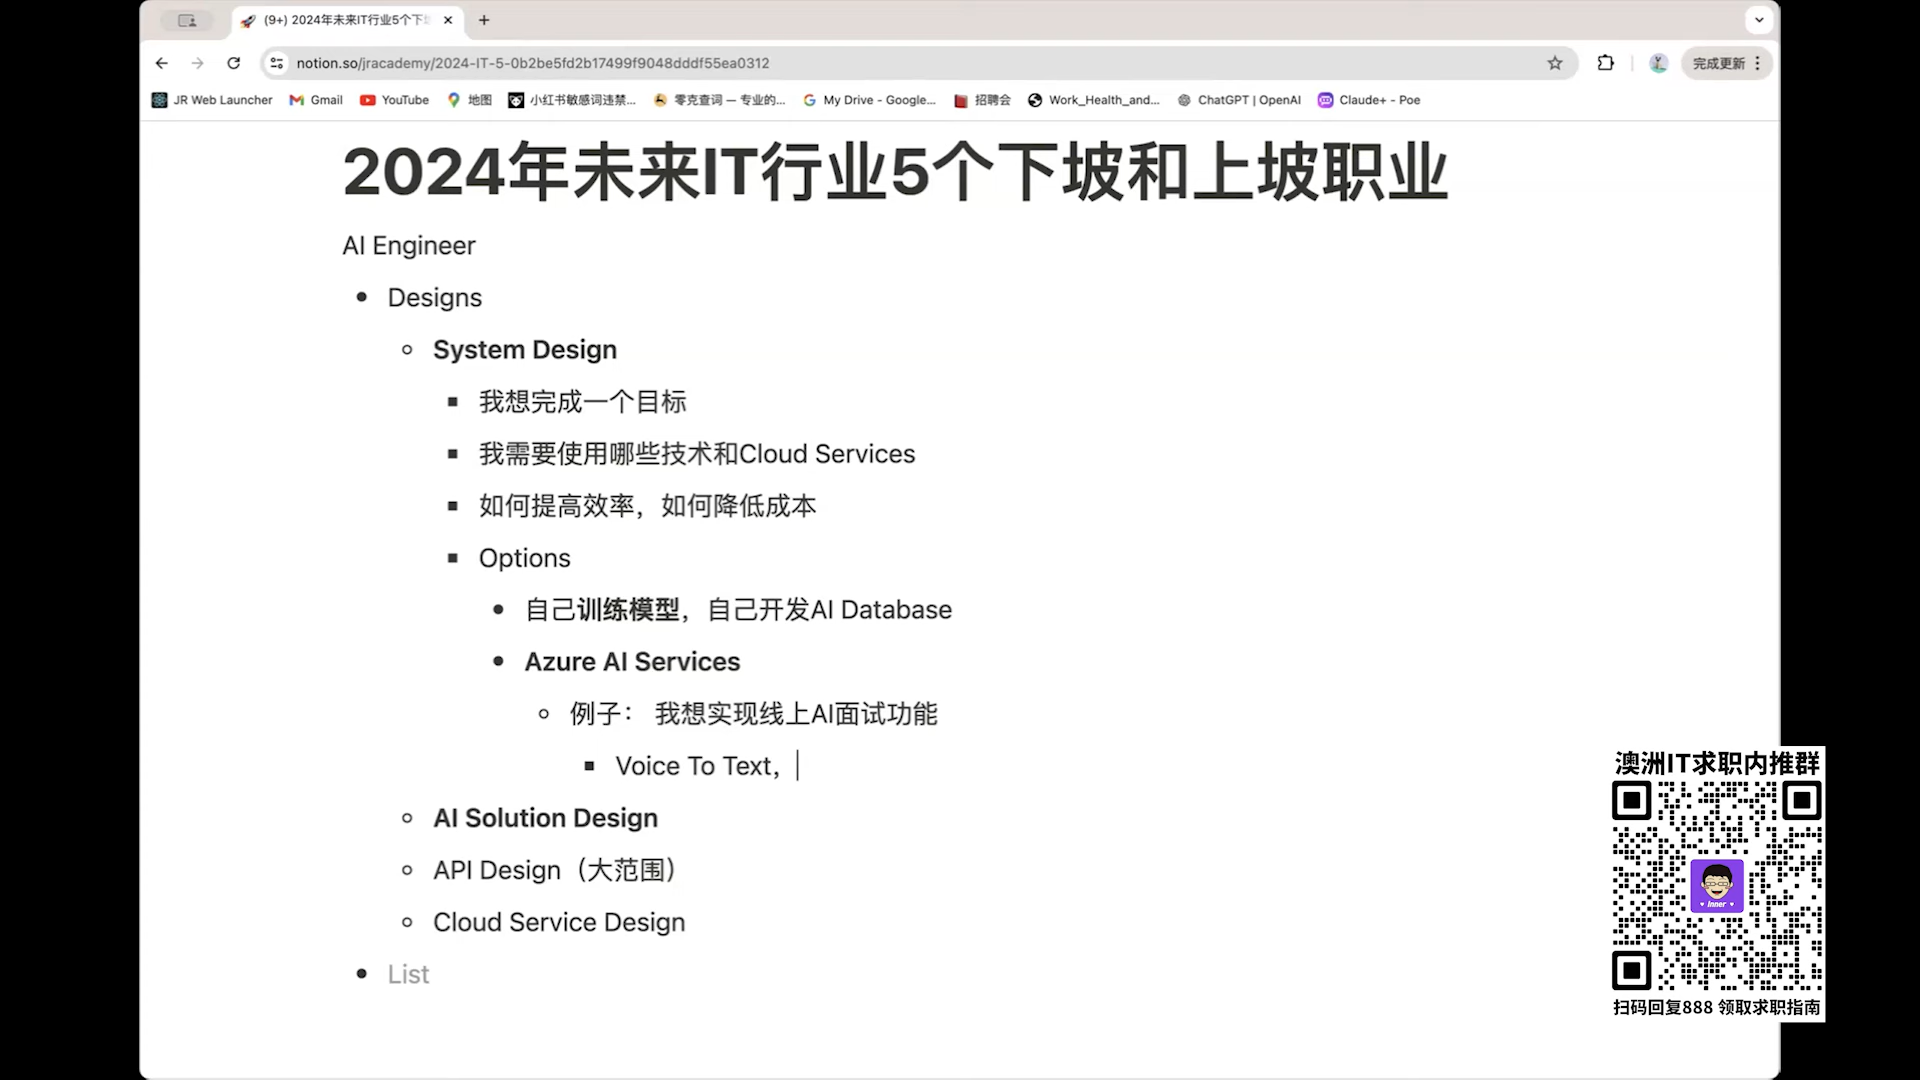 (9+) 2024年未来IT行业5个下坡
notion.so/jracademy/2024-IT-5-0b2be5fd2b17499f9048dddf55ea0312
完成更新
JR Web Launcher
Gmail
YouTube
地图
小红书敏感词违禁...
零克查词 — 专业的...
My Drive - Google...
招聘会
Work_Health_and...
ChatGPT | OpenAI
Claude+ - Poe
2024年未来IT行业5个下坡和上坡职业
AI Engineer
Designs
System Design
我想完成一个目标
我需要使用哪些技术和Cloud Services
如何提高效率，如何降低成本
Options
自己训练模型，自己开发AI Database
Azure AI Services
例子： 我想实现线上AI面试功能
Voice To Text，
AI Solution Design
API Design（大范围）
Cloud Service Design
List
澳洲IT求职内推群
Inner
扫码回复888 领取求职指南